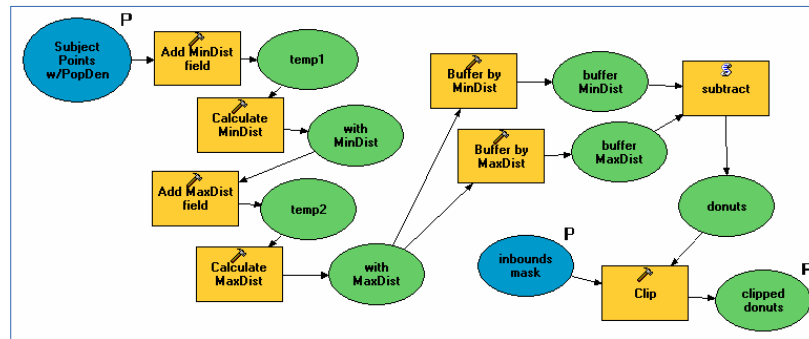 P
Subject
Points
w/PopDen
Add MinDist
field
temp1
Calculate
MinDist
with
MinDist
Add MaxDist
field
temp2
Calculate
MaxDist
with
MaxDist
Buffer by
MinDist
buffer
MinDist
Buffer by
MaxDist
buffer
MaxDist
subtract
donuts
P
inbounds
mask
Clip
P
clipped
donuts